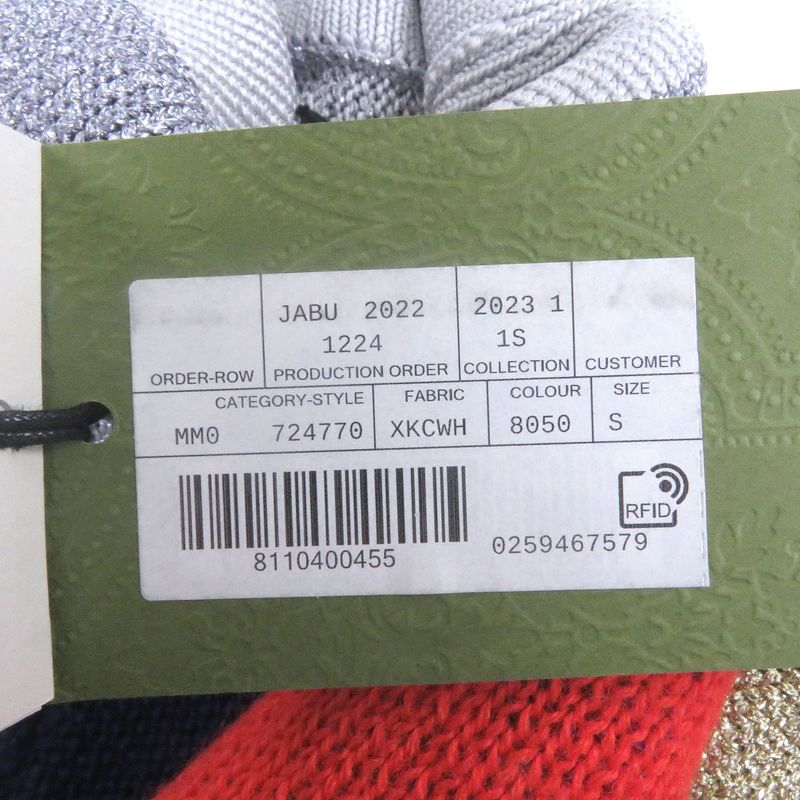 JABU 2022 2023 1
1224 1S
ORDER-ROW PRODUCTION ORDER COLLECTION CUSTOMER
CATEGORY-STYLE FABRIC COLOUR SIZE
MM0 724770 XKCWH 8050 S
RFID
8110400455 0259467579